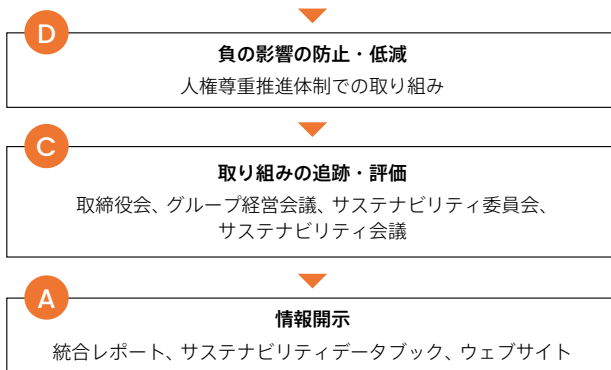 D
負の影響の防止・低減
人権尊重推進体制での取り組み
C
取り組みの追跡・評価
取締役会、グループ経営会議、サステナビリティ委員会、
サステナビリティ会議
A
情報開示
統合レポート、サステナビリティデータブック、ウェブサイト